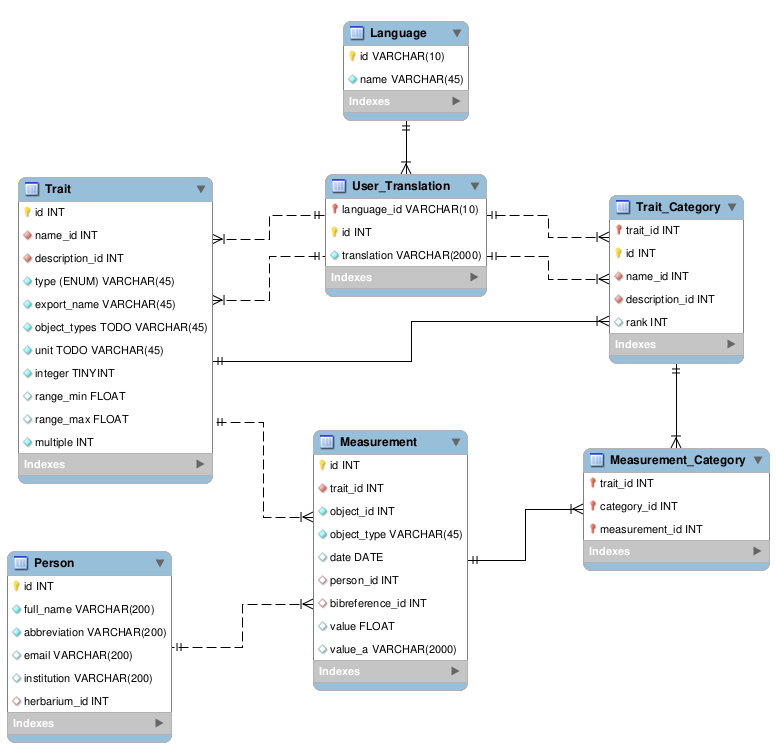 Language
id VARCHAR(10)
name VARCHAR(45)
Indexes
Trait
id INT
name_id INT
description_id INT
type (ENUM) VARCHAR(45)
export_name VARCHAR(45)
object_types TODO VARCHAR(45)
unit TODO VARCHAR(45)
integer TINYINT
range_min FLOAT
range_max FLOAT
multiple INT
Indexes
User_Translation
language_id VARCHAR(10)
id INT
translation VARCHAR(2000)
Indexes
Trait_Category
trait_id INT
id INT
name_id INT
description_id INT
rank INT
Indexes
Measurement
id INT
trait_id INT
object_id INT
object_type VARCHAR(45)
date DATE
person_id INT
bibreference_id INT
value FLOAT
value_a VARCHAR(2000)
Indexes
Measurement_Category
trait_id INT
category_id INT
measurement_id INT
Indexes
Person
id INT
full_name VARCHAR(200)
abbreviation VARCHAR(200)
email VARCHAR(200)
institution VARCHAR(200)
herbarium_id INT
Indexes